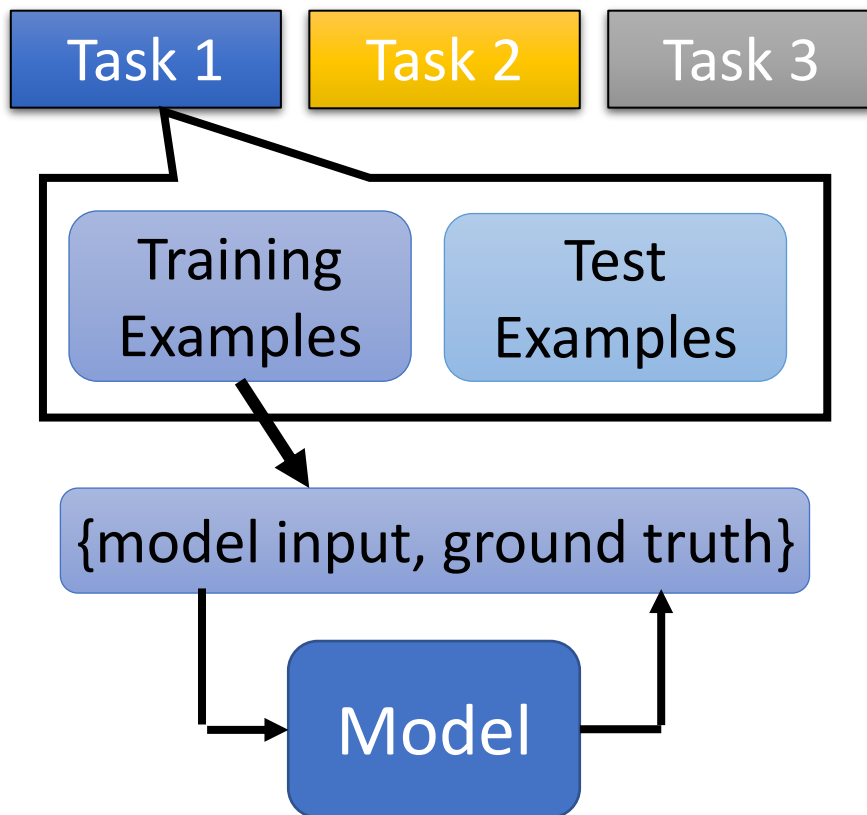 Task 1
Task 2
Task 3
Training
Examples
Test
Examples
{model input, ground truth}
Model